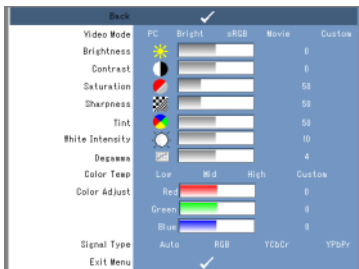 Back
Video Mode PC Bright sRGB Movie Custom
Brightness 0
Contrast 0
Saturation 50
Sharpness 50
Tint 50
White Intensity 10
Degamma 4
Color Temp Low Mid High Custom
Color Adjust Red 0
Green 0
Blue 0
Signal Type Auto RGB YCbCr YPbPr
Exit Menu